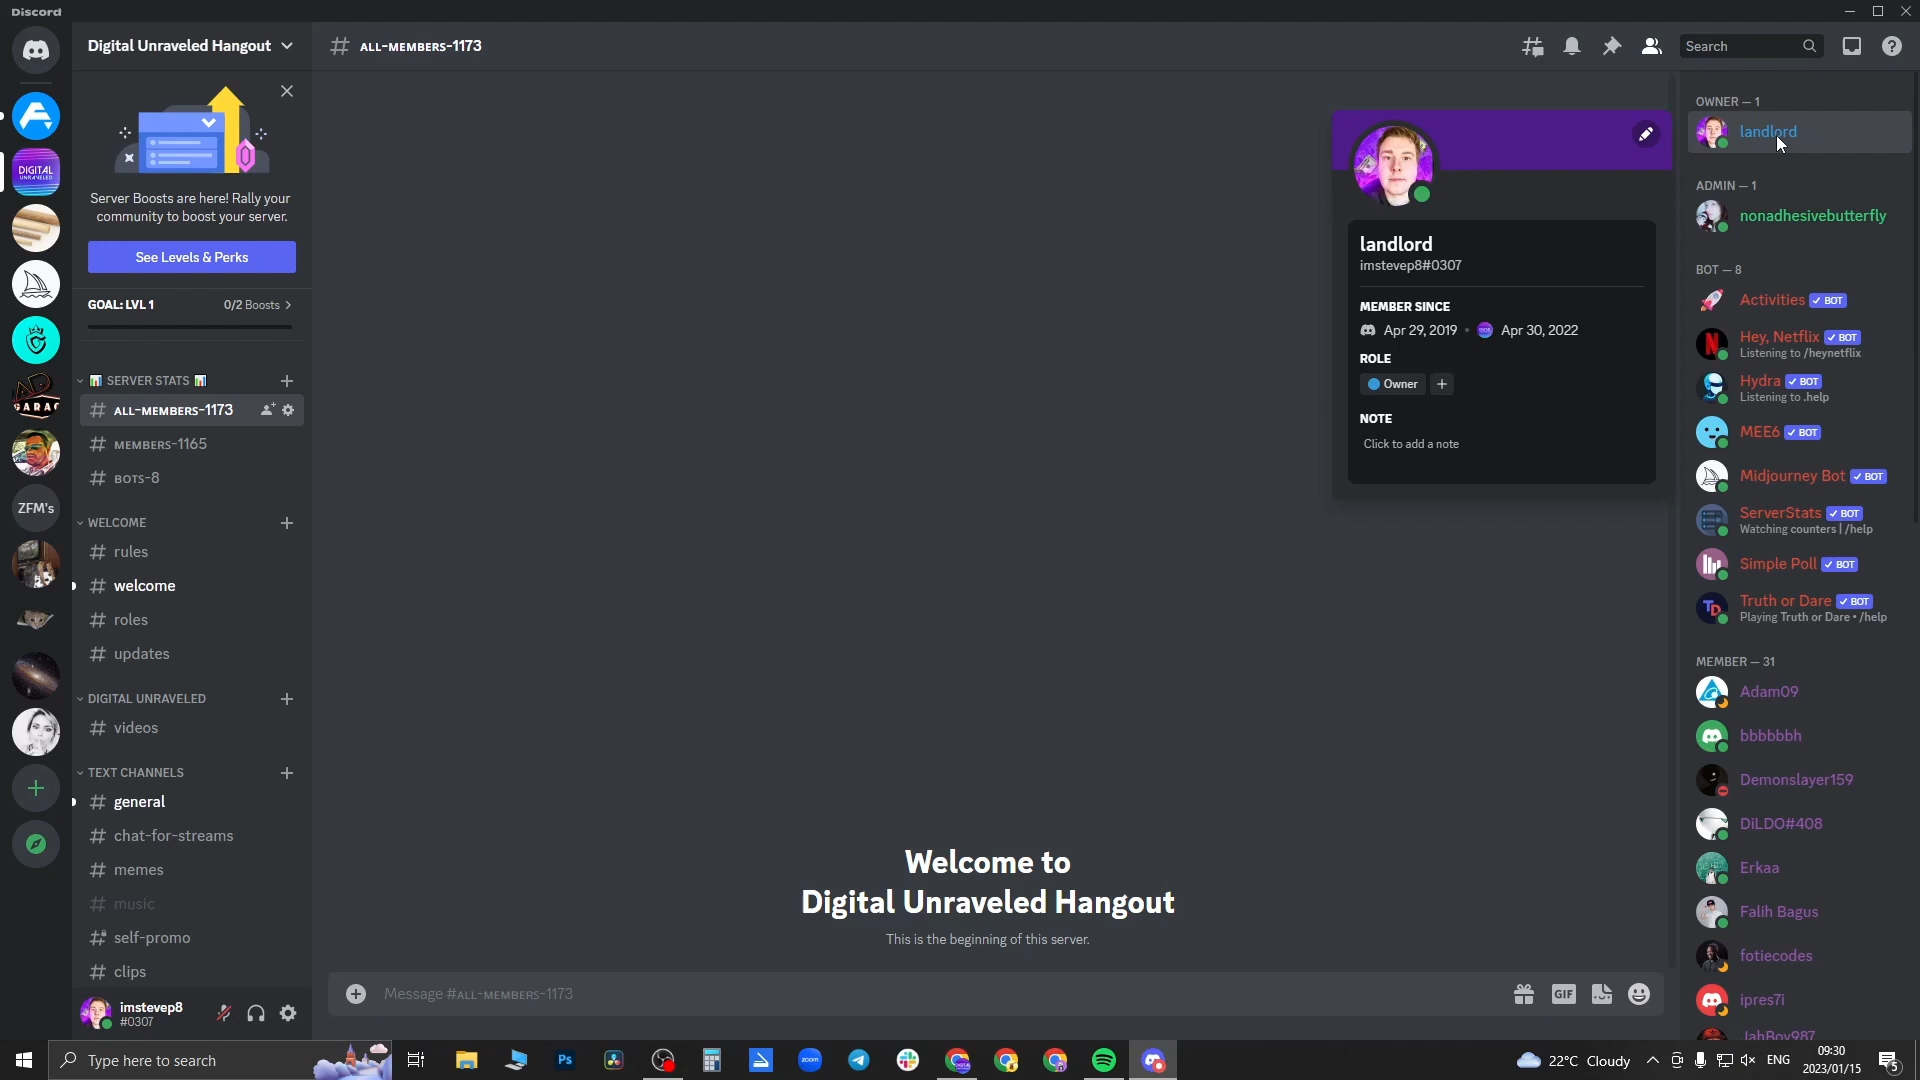 Discord
Digital Unraveled Hangout
# ALL-MEMBERS-1173
Search
Server Boosts are here! Rally your
community to boost your server.
See Levels & Perks
GOAL: LVL 1 0/2 Boosts >
SERVER STATS
ALL-MEMBERS-1173
MEMBERS-1165
BOTS-8
WELCOME
rules
welcome
roles
updates
DIGITAL UNRAVELED
videos
TEXT CHANNELS
general
chat-for-streams
memes
music
self-promo
clips
imstevep8
#0307
DIGITAL
UNRAVELED
ZFM's
landlord
imstevep8#0307
MEMBER SINCE
Apr 29, 2019 • Apr 30, 2022
ROLE
Owner +
NOTE
Click to add a note
Welcome to
Digital Unraveled Hangout
This is the beginning of this server.
Message #ALL-MEMBERS-1173
GIF
OWNER — 1
landlord
ADMIN — 1
nonadhesivebutterfly
BOT — 8
Activities ✓ BOT
Hey, Netflix ✓ BOT
Listening to /heynetflix
Hydra ✓ BOT
Listening to .help
MEE6 ✓ BOT
Midjourney Bot ✓ BOT
ServerStats ✓ BOT
Watching counters | /help
Simple Poll ✓ BOT
Truth or Dare ✓ BOT
Playing Truth or Dare • /help
MEMBER — 31
Adam09
bbbbbbh
Demonslayer159
DiLDO#408
Erkaa
Falih Bagus
fotiecodes
ipres7i
JahBoy987
Type here to search
Ps
zoom
22°C Cloudy
ENG
09:30
2023/01/15
5